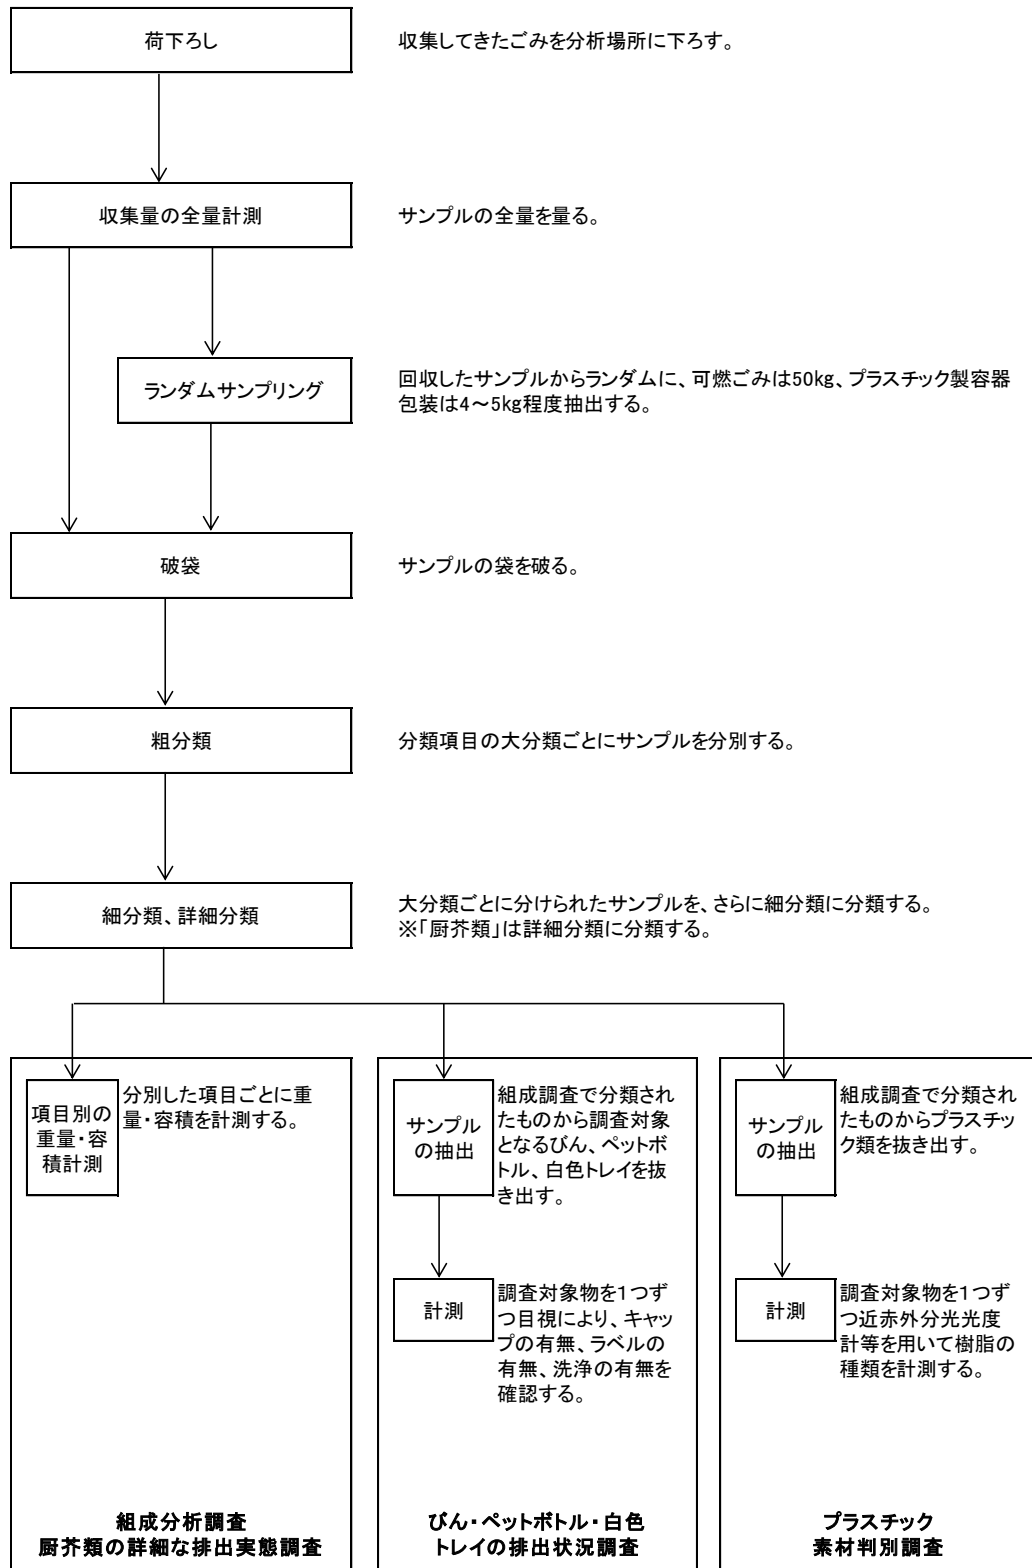 荷下ろし
収集してきたごみを分析場所に下ろす。
収集量の全量計測
サンプルの全量を量る。
ランダムサンプリング
回収したサンプルからランダムに、可燃ごみは50kg、プラスチック製容器
包装は4～5kg程度抽出する。
破袋
サンプルの袋を破る。
粗分類
分類項目の大分類ごとにサンプルを分別する。
細分類、詳細分類
大分類ごとに分けられたサンプルを、さらに細分類に分類する。
※「厨芥類」は詳細分類に分類する。
項目別の
重量・容
積計測
分別した項目ごとに重
量・容積を計測する。
組成分析調査
厨芥類の詳細な排出実態調査
サンプル
の抽出
組成調査で分類され
たものから調査対象
となるびん、ペットボ
トル、白色トレイを抜
き出す。
計測
調査対象物を1つず
つ目視により、キャッ
プの有無、ラベルの
有無、洗浄の有無を
確認する。
びん・ペットボトル・白色
トレイの排出状況調査
サンプル
の抽出
組成調査で分類され
たものからプラスチッ
ク類を抜き出す。
計測
調査対象物を1つず
つ近赤外分光光度
計等を用いて樹脂の
種類を計測する。
プラスチック
素材判別調査